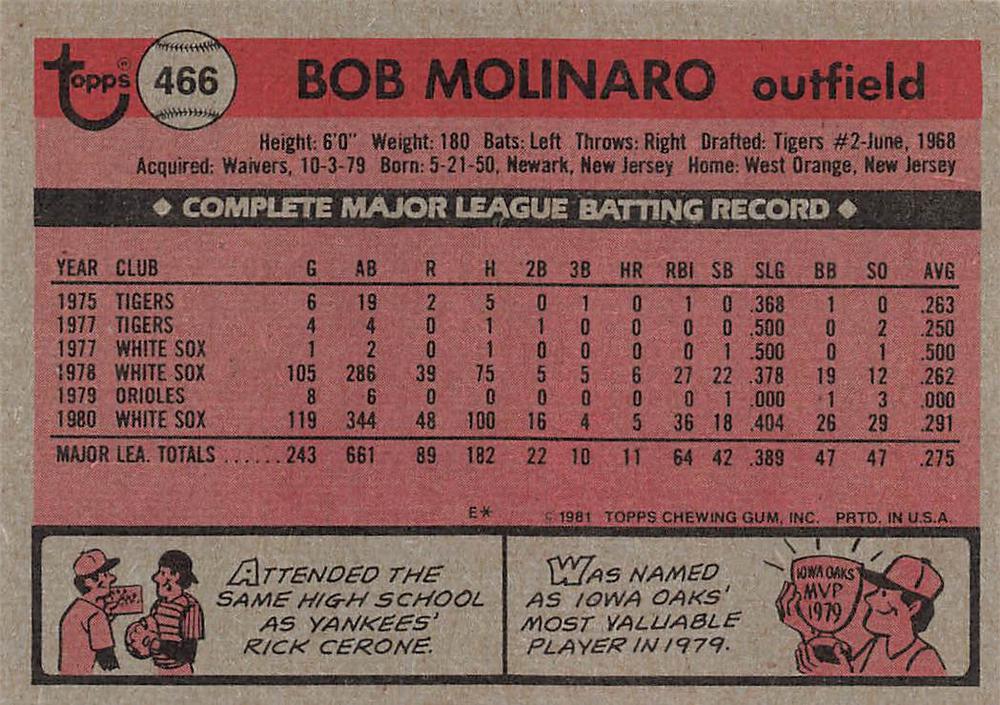 topps® 466 BOB MOLINARO outfield
Height: 6'0" Weight: 180 Bats: Left Throws: Right Drafted: Tigers #2-June, 1968
Acquired: Waivers, 10-3-79 Born: 5-21-50, Newark, New Jersey Home: West Orange, New Jersey
◆ COMPLETE MAJOR LEAGUE BATTING RECORD ◆
YEAR CLUB G AB R H 2B 3B HR RBI SB SLG BB SO AVG
1975 TIGERS 6 19 2 5 0 1 0 1 0 .368 1 0 .263
1977 TIGERS 4 4 0 1 1 0 0 0 0 .500 0 2 .250
1977 WHITE SOX 1 2 0 1 0 0 0 0 1 .500 0 1 .500
1978 WHITE SOX 105 286 39 75 5 5 6 27 22 .378 19 12 .262
1979 ORIOLES 8 6 0 0 0 0 0 0 1 .000 1 3 .000
1980 WHITE SOX 119 344 48 100 16 4 5 36 18 .404 26 29 .291
MAJOR LEA. TOTALS ...... 243 661 89 182 22 10 11 64 42 .389 47 47 .275
E* © 1981 TOPPS CHEWING GUM, INC. PRTD. IN U.S.A.
ATTENDED THE
SAME HIGH SCHOOL
AS YANKEES'
RICK CERONE.
WAS NAMED
AS IOWA OAKS'
MOST VALUABLE
PLAYER IN 1979.
IOWA OAKS
MVP
1979